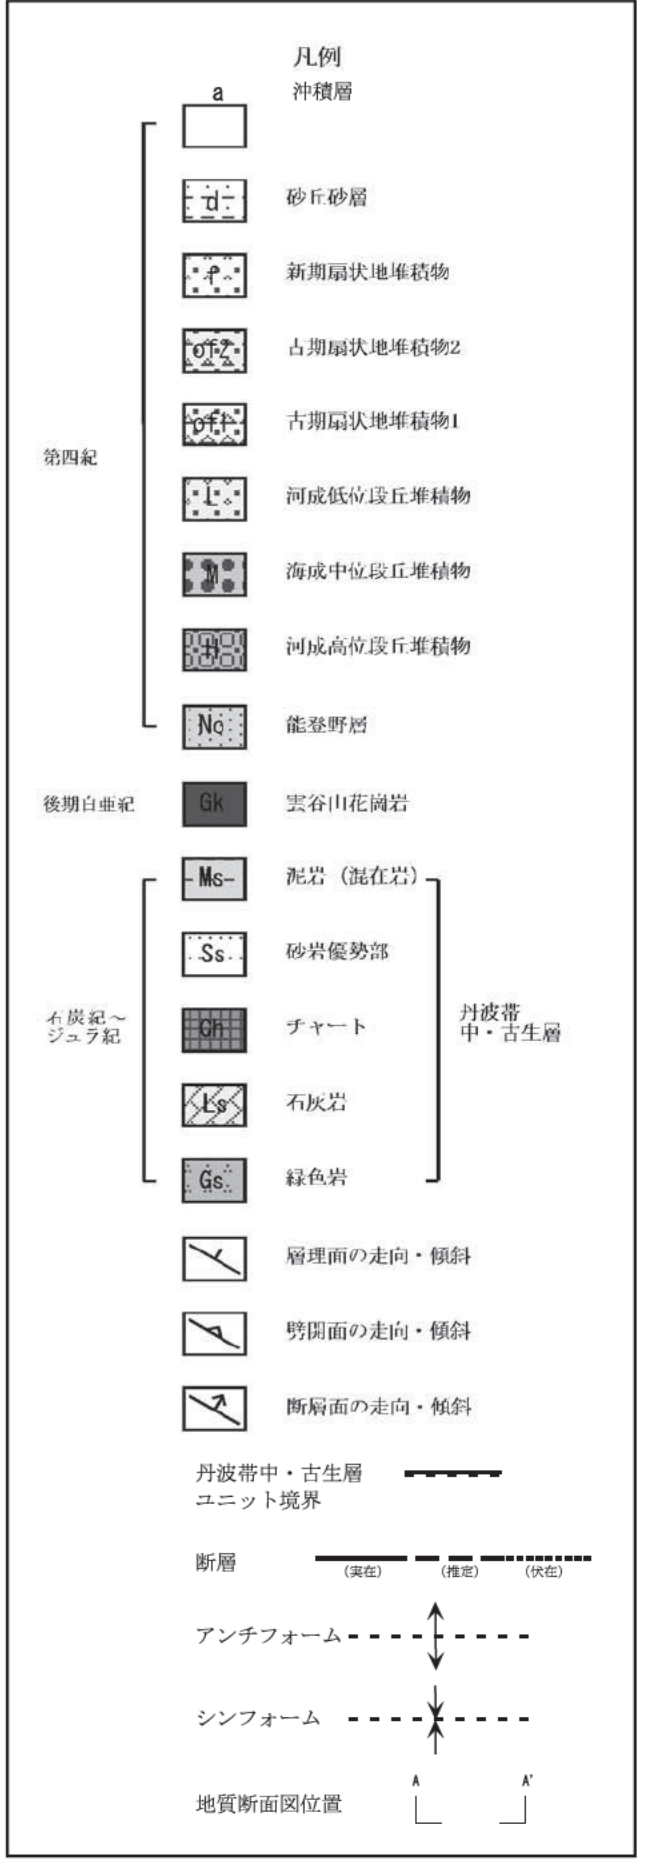 凡例
a 沖積層
d 砂丘砂層
f 新期扇状地堆積物
of2 古期扇状地堆積物2
of1 古期扇状地堆積物1
第四紀
L 河成低位段丘堆積物
M 海成中位段丘堆積物
H 河成高位段丘堆積物
No 能登野層
後期白亜紀 Gk 雲谷山花崗岩
Ms 泥岩（混在岩）
Ss 砂岩優勢部
石炭紀～
ジュラ紀
Ch チャート
丹波帯
中・古生層
Ls 石灰岩
Gs 緑色岩
層理面の走向・傾斜
劈開面の走向・傾斜
断層面の走向・傾斜
丹波帯中・古生層
ユニット境界
断層
(実在) (推定) (伏在)
アンチフォーム
シンフォーム
A A'
地質断面図位置